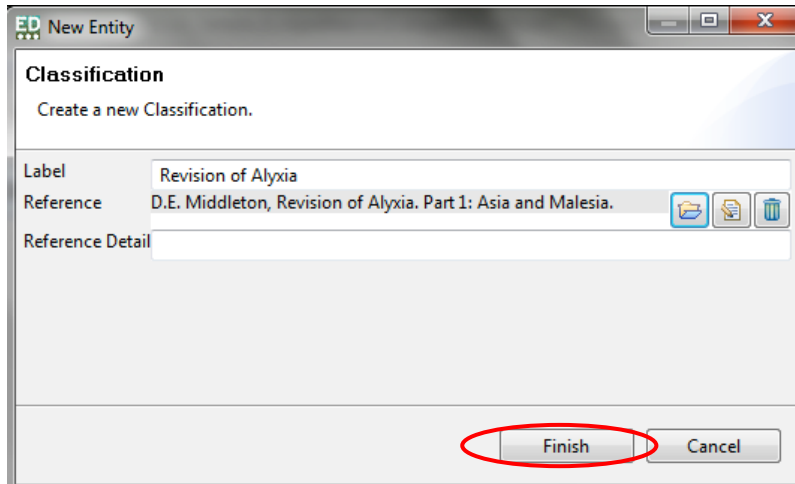 ED New Entity
Classification
Create a new Classification.
Label Revision of Alyxia
Reference D.E. Middleton, Revision of Alyxia. Part 1: Asia and Malesia.
Reference Detail
Finish Cancel